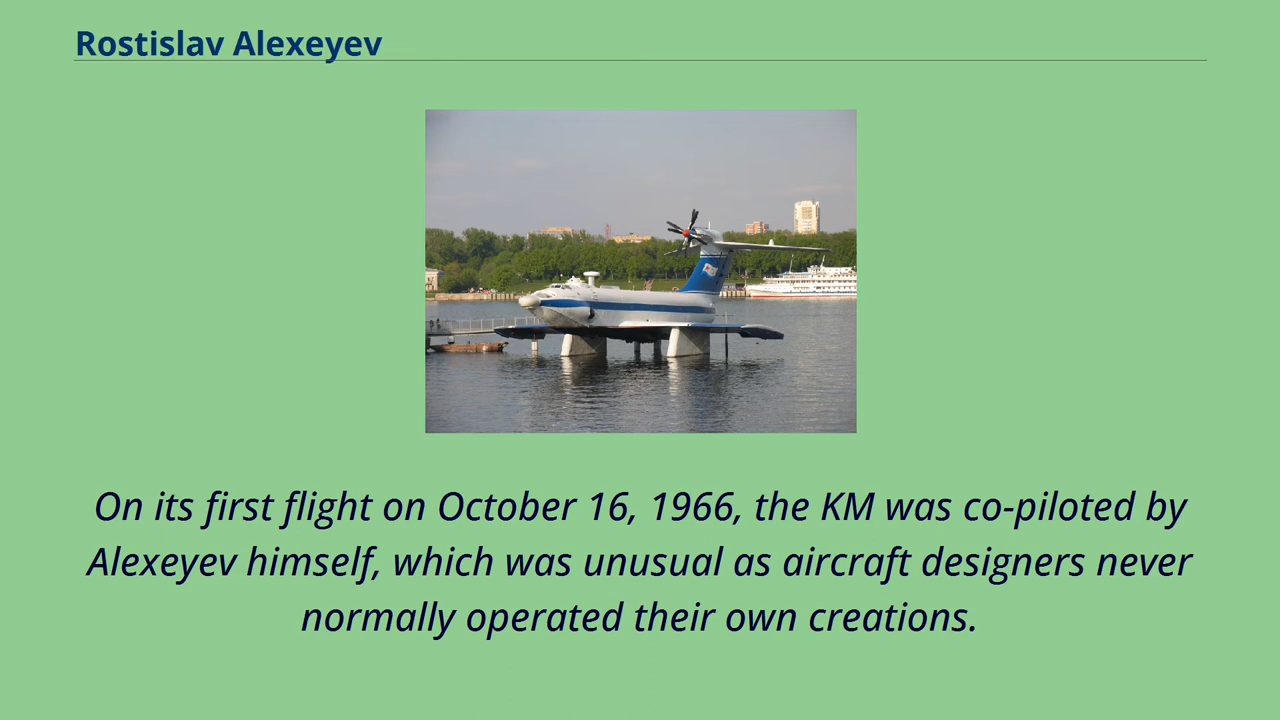 Rostislav Alexeyev
On its first flight on October 16, 1966, the KM was co-piloted by
Alexeyev himself, which was unusual as aircraft designers never
normally operated their own creations.